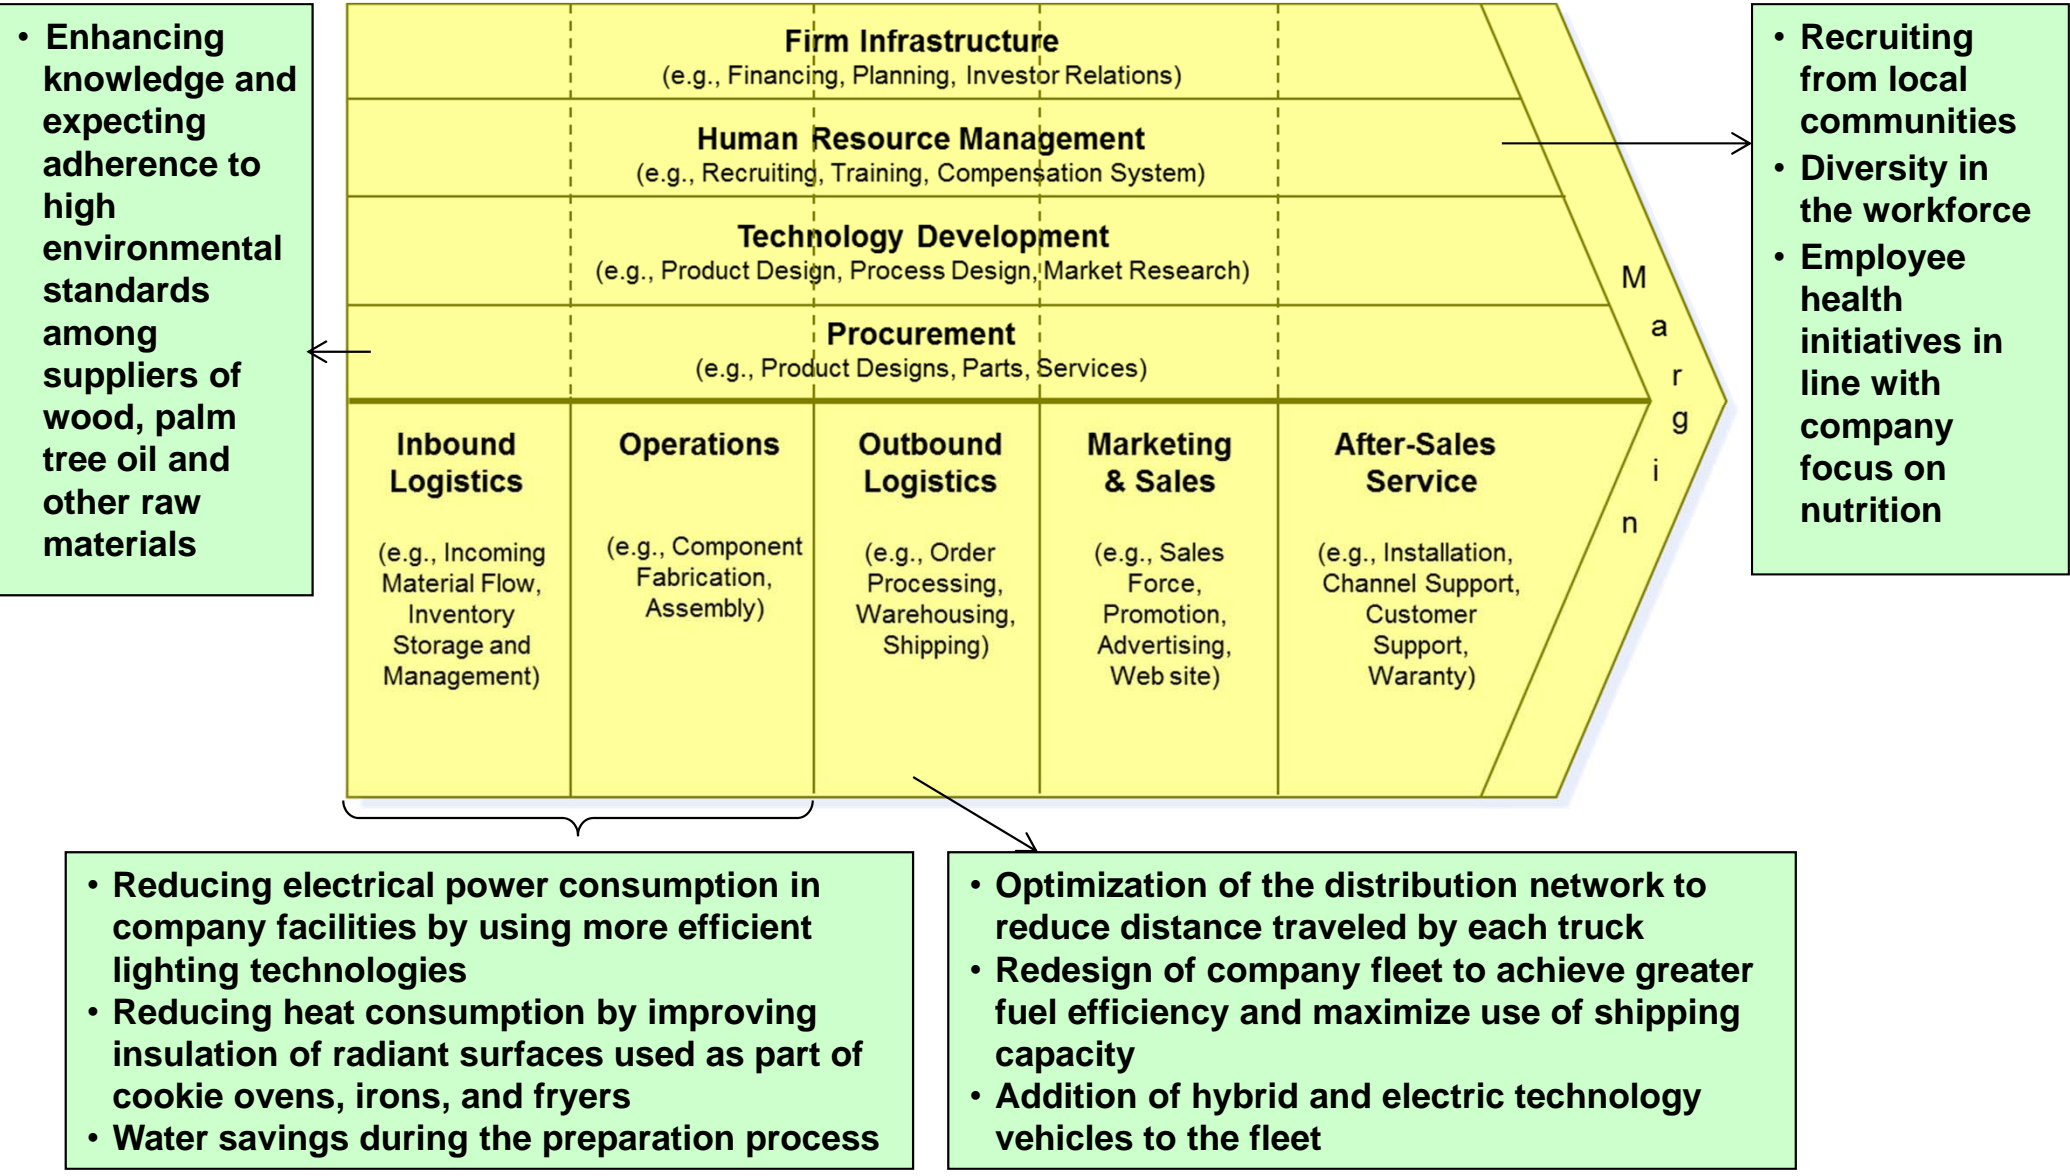 • Enhancing
knowledge and
expecting
adherence to
high
environmental
standards
among
suppliers of
wood, palm
tree oil and
other raw
materials
Firm Infrastructure
(e.g., Financing, Planning, Investor Relations)
Human Resource Management
(e.g., Recruiting, Training, Compensation System)
Technology Development
(e.g., Product Design, Process Design, Market Research)
Procurement
(e.g., Product Designs, Parts, Services)
Inbound
Logistics
(e.g., Incoming
Material Flow,
Inventory
Storage and
Management)
Operations
(e.g., Component
Fabrication,
Assembly)
Outbound
Logistics
(e.g., Order
Processing,
Warehousing,
Shipping)
Marketing
& Sales
(e.g., Sales
Force,
Promotion,
Advertising,
Web site)
After-Sales
Service
(e.g., Installation,
Channel Support,
Customer
Support,
Waranty)
M
a
r
g
i
n
• Recruiting
from local
communities
• Diversity in
the workforce
• Employee
health
initiatives in
line with
company
focus on
nutrition
• Reducing electrical power consumption in
company facilities by using more efficient
lighting technologies
• Reducing heat consumption by improving
insulation of radiant surfaces used as part of
cookie ovens, irons, and fryers
• Water savings during the preparation process
• Optimization of the distribution network to
reduce distance traveled by each truck
• Redesign of company fleet to achieve greater
fuel efficiency and maximize use of shipping
capacity
• Addition of hybrid and electric technology
vehicles to the fleet